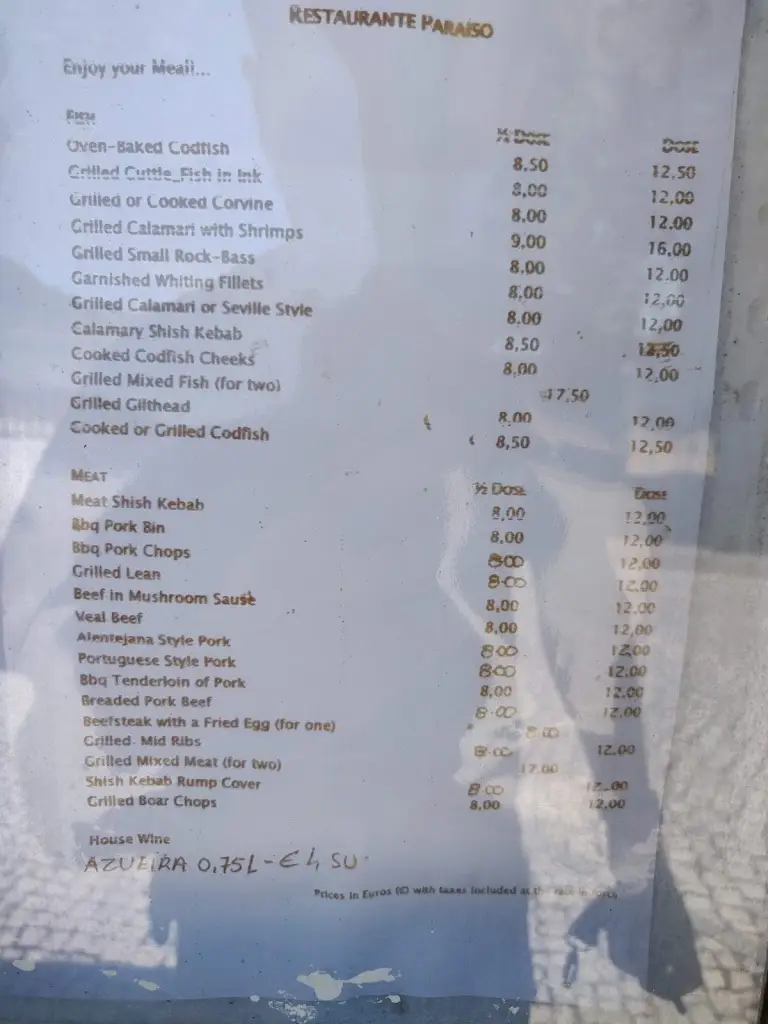 RESTAURANTE PARAISO
Enjoy your Meal!...
FISH ½ DOSE DOSE
Oven-Baked Codfish 8.50 12.50
Grilled Cuttle_Fish in Ink 8,00 12,00
Grilled or Cooked Corvine 8.00 12.00
Grilled Calamari with Shrimps 9,00 16,00
Grilled Small Rock-Bass 8,00 12.00
Garnished Whiting Fillets 8,00 12,00
Grilled Calamari or Seville Style 8.00 12,00
Calamary Shish Kebab 8,50 12,50
Cooked Codfish Cheeks 8,00 12,00
Grilled Mixed Fish (for two) 17,50
Grilled Gilthead 8.00 12,00
Cooked or Grilled Codfish 8,50 12,50
MEAT ½ DOSE DOSE
Meat Shish Kebab 8,00 12,00
Bbq Pork Bin 8,00 12,00
Bbq Pork Chops 8.00 12,00
Grilled Lean 8.00 12.00
Beef in Mushroom Sause 8,00 12,00
Veal Beef 8,00 12,00
Alentejana Style Pork 8.00 12,00
Portuguese Style Pork 8.00 12.00
Bbq Tenderloin of Pork 8,00 12.00
Breaded Pork Beef 8.00 12,00
Beefsteak with a Fried Egg (for one) 8.00
Grilled Mid Ribs 8.00 12.00
Grilled Mixed Meat (for two) 17.00
Shish Kebab Rump Cover 8.00 12.00
Grilled Boar Chops 8.00 12.00
House Wine
AZUEIRA 0,75L - € 4,50
Prices in Euros (€) with taxes included at the rate in force